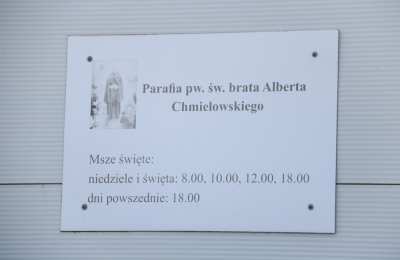 Parafia pw. św. brata Alberta
Chmielowskiego
Msze święte:
niedziele i święta: 8.00, 10.00, 12.00, 18.00
dni powszednie: 18.00